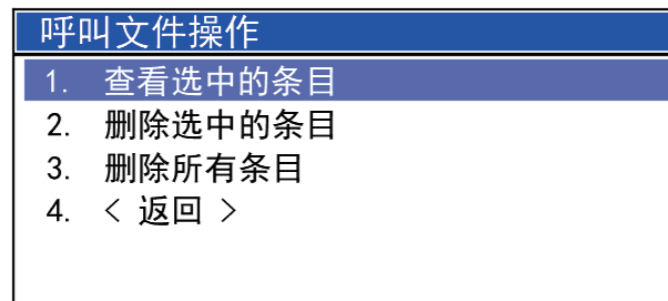 呼叫文件操作
1. 查看选中的条目
2. 删除选中的条目
3. 删除所有条目
4. < 返回 >